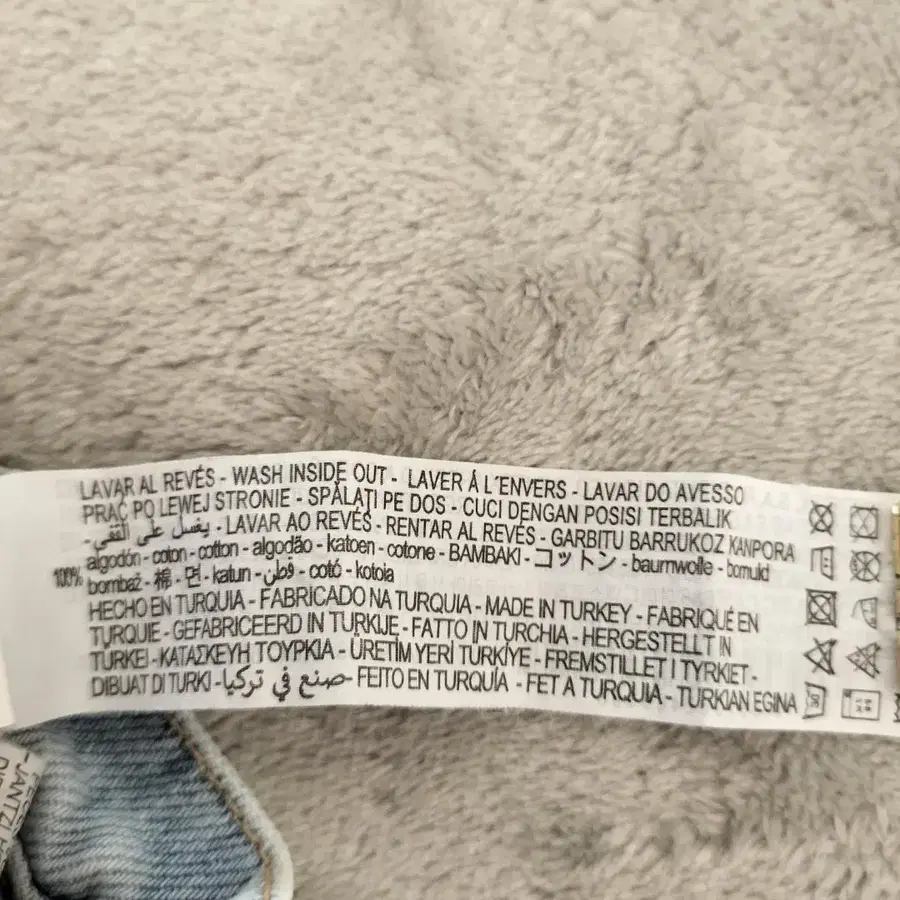 LAVAR AL REVÉS - WASH INSIDE OUT - LAVER Á L´ENVERS - LAVAR DO AVESSO
PRAĆ PO LEWEJ STRONIE - SPĂLAŢI PE DOS - CUCI DENGAN POSISI TERBALIK
يغسل على القفى - LAVAR AO REVÉS - RENTAR AL REVÉS - GARBITU BARRUKOZ KANPORA -
100% algodón - coton - cotton - algodão - katoen - cotone - BAMBAKI - コットン - baumwolle - bomuld
bombaž - 棉 - 면 - katun - قطن - cotó - kotoia
HECHO EN TURQUIA - FABRICADO NA TURQUIA - MADE IN TURKEY - FABRIQUÉ EN
TURQUIE - GEFABRICEERD IN TURKIJE - FATTO IN TURCHIA - HERGESTELLT IN
TÜRKEI - ΚΑΤΑΣΚΕΥΗ ΤΟΥΡΚΙΑ - ÜRETİM YERİ TÜRKİYE - FREMSTILLET I TYRKIET -
DIBUAT DI TURKI - صنع في تركيا - FEITO EN TURQUÍA - FET A TURQUIA - TURKIAN EGINA
JANTZI